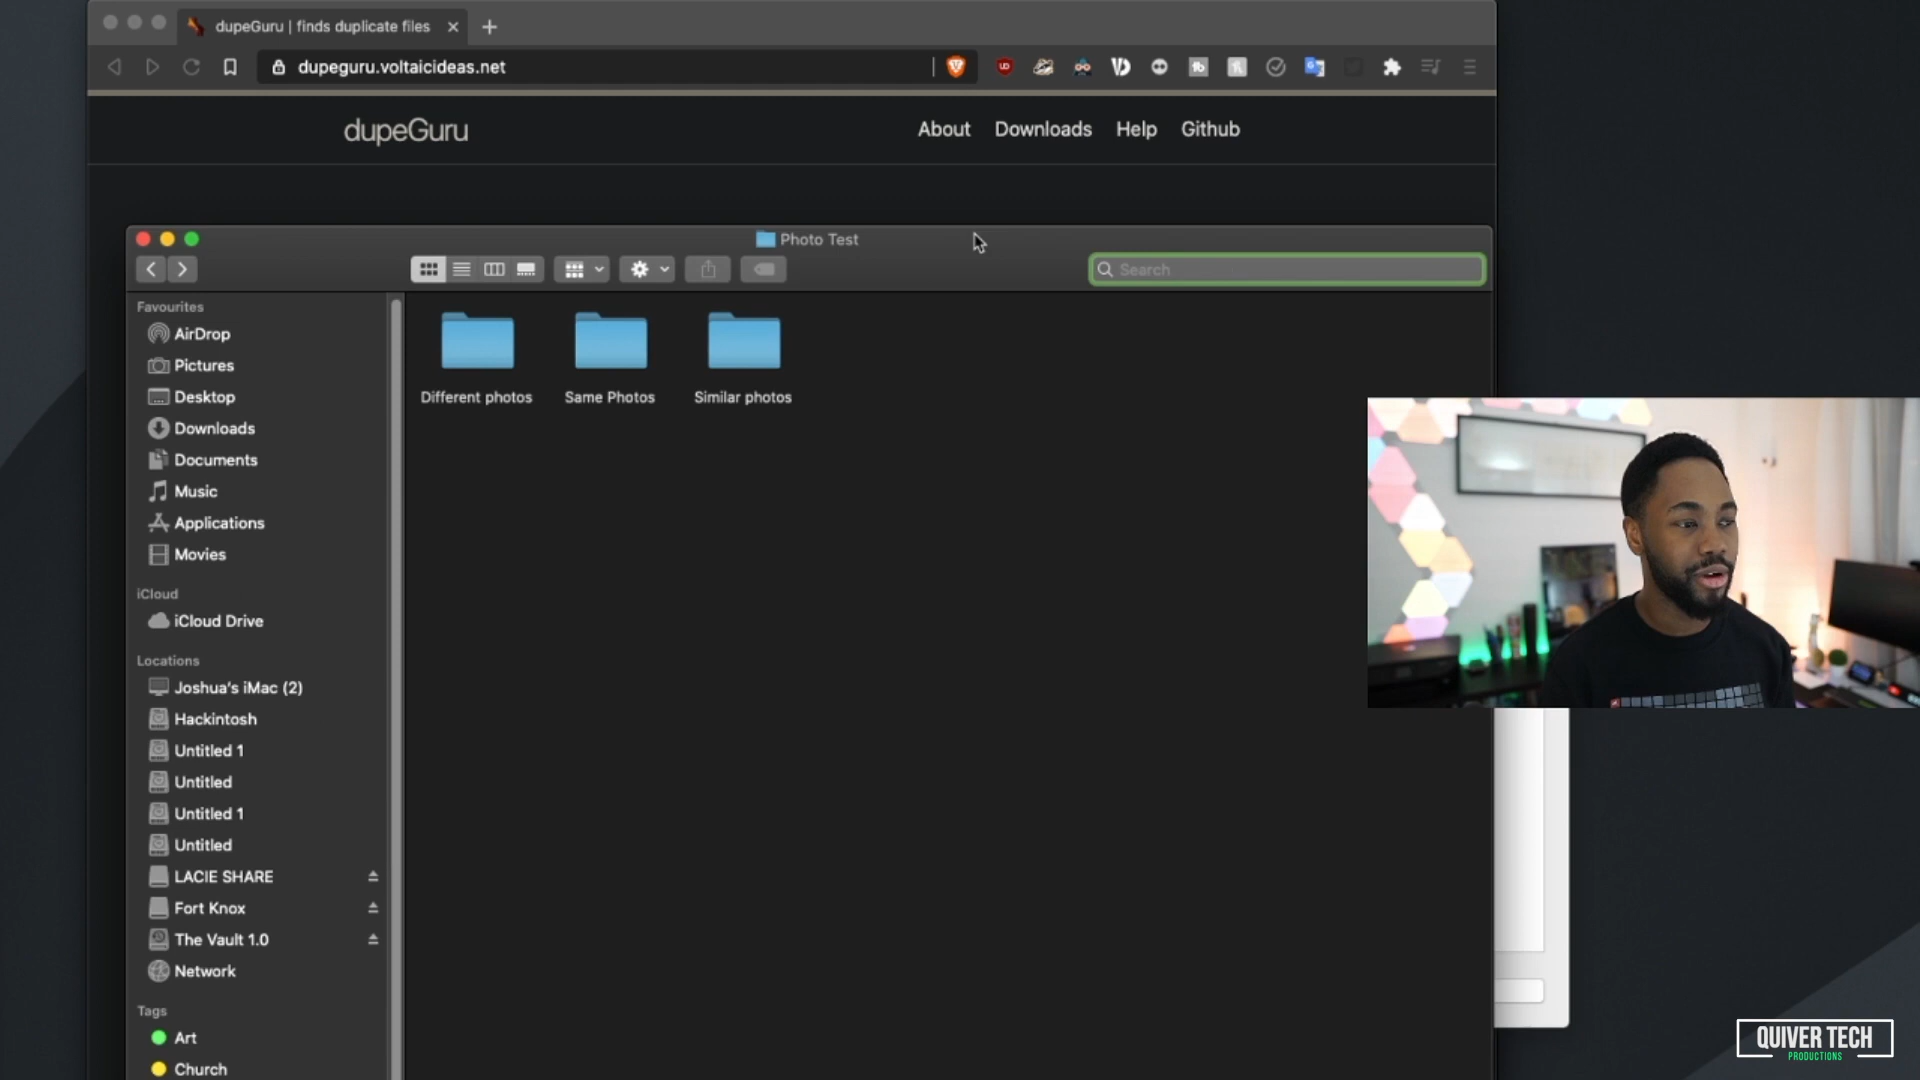 dupeGuru | finds duplicate files
dupeguru.voltaicideas.net
dupeGuru
About Downloads Help Github
Photo Test
Search
Favourites
AirDrop
Pictures
Desktop
Downloads
Documents
Music
Applications
Movies
iCloud
iCloud Drive
Locations
Joshua's iMac (2)
Hackintosh
Untitled 1
Untitled
Untitled 1
Untitled
LACIE SHARE
Fort Knox
The Vault 1.0
Network
Tags
Art
Church
Different photos
Same Photos
Similar photos
QUIVER TECH
PRODUCTIONS